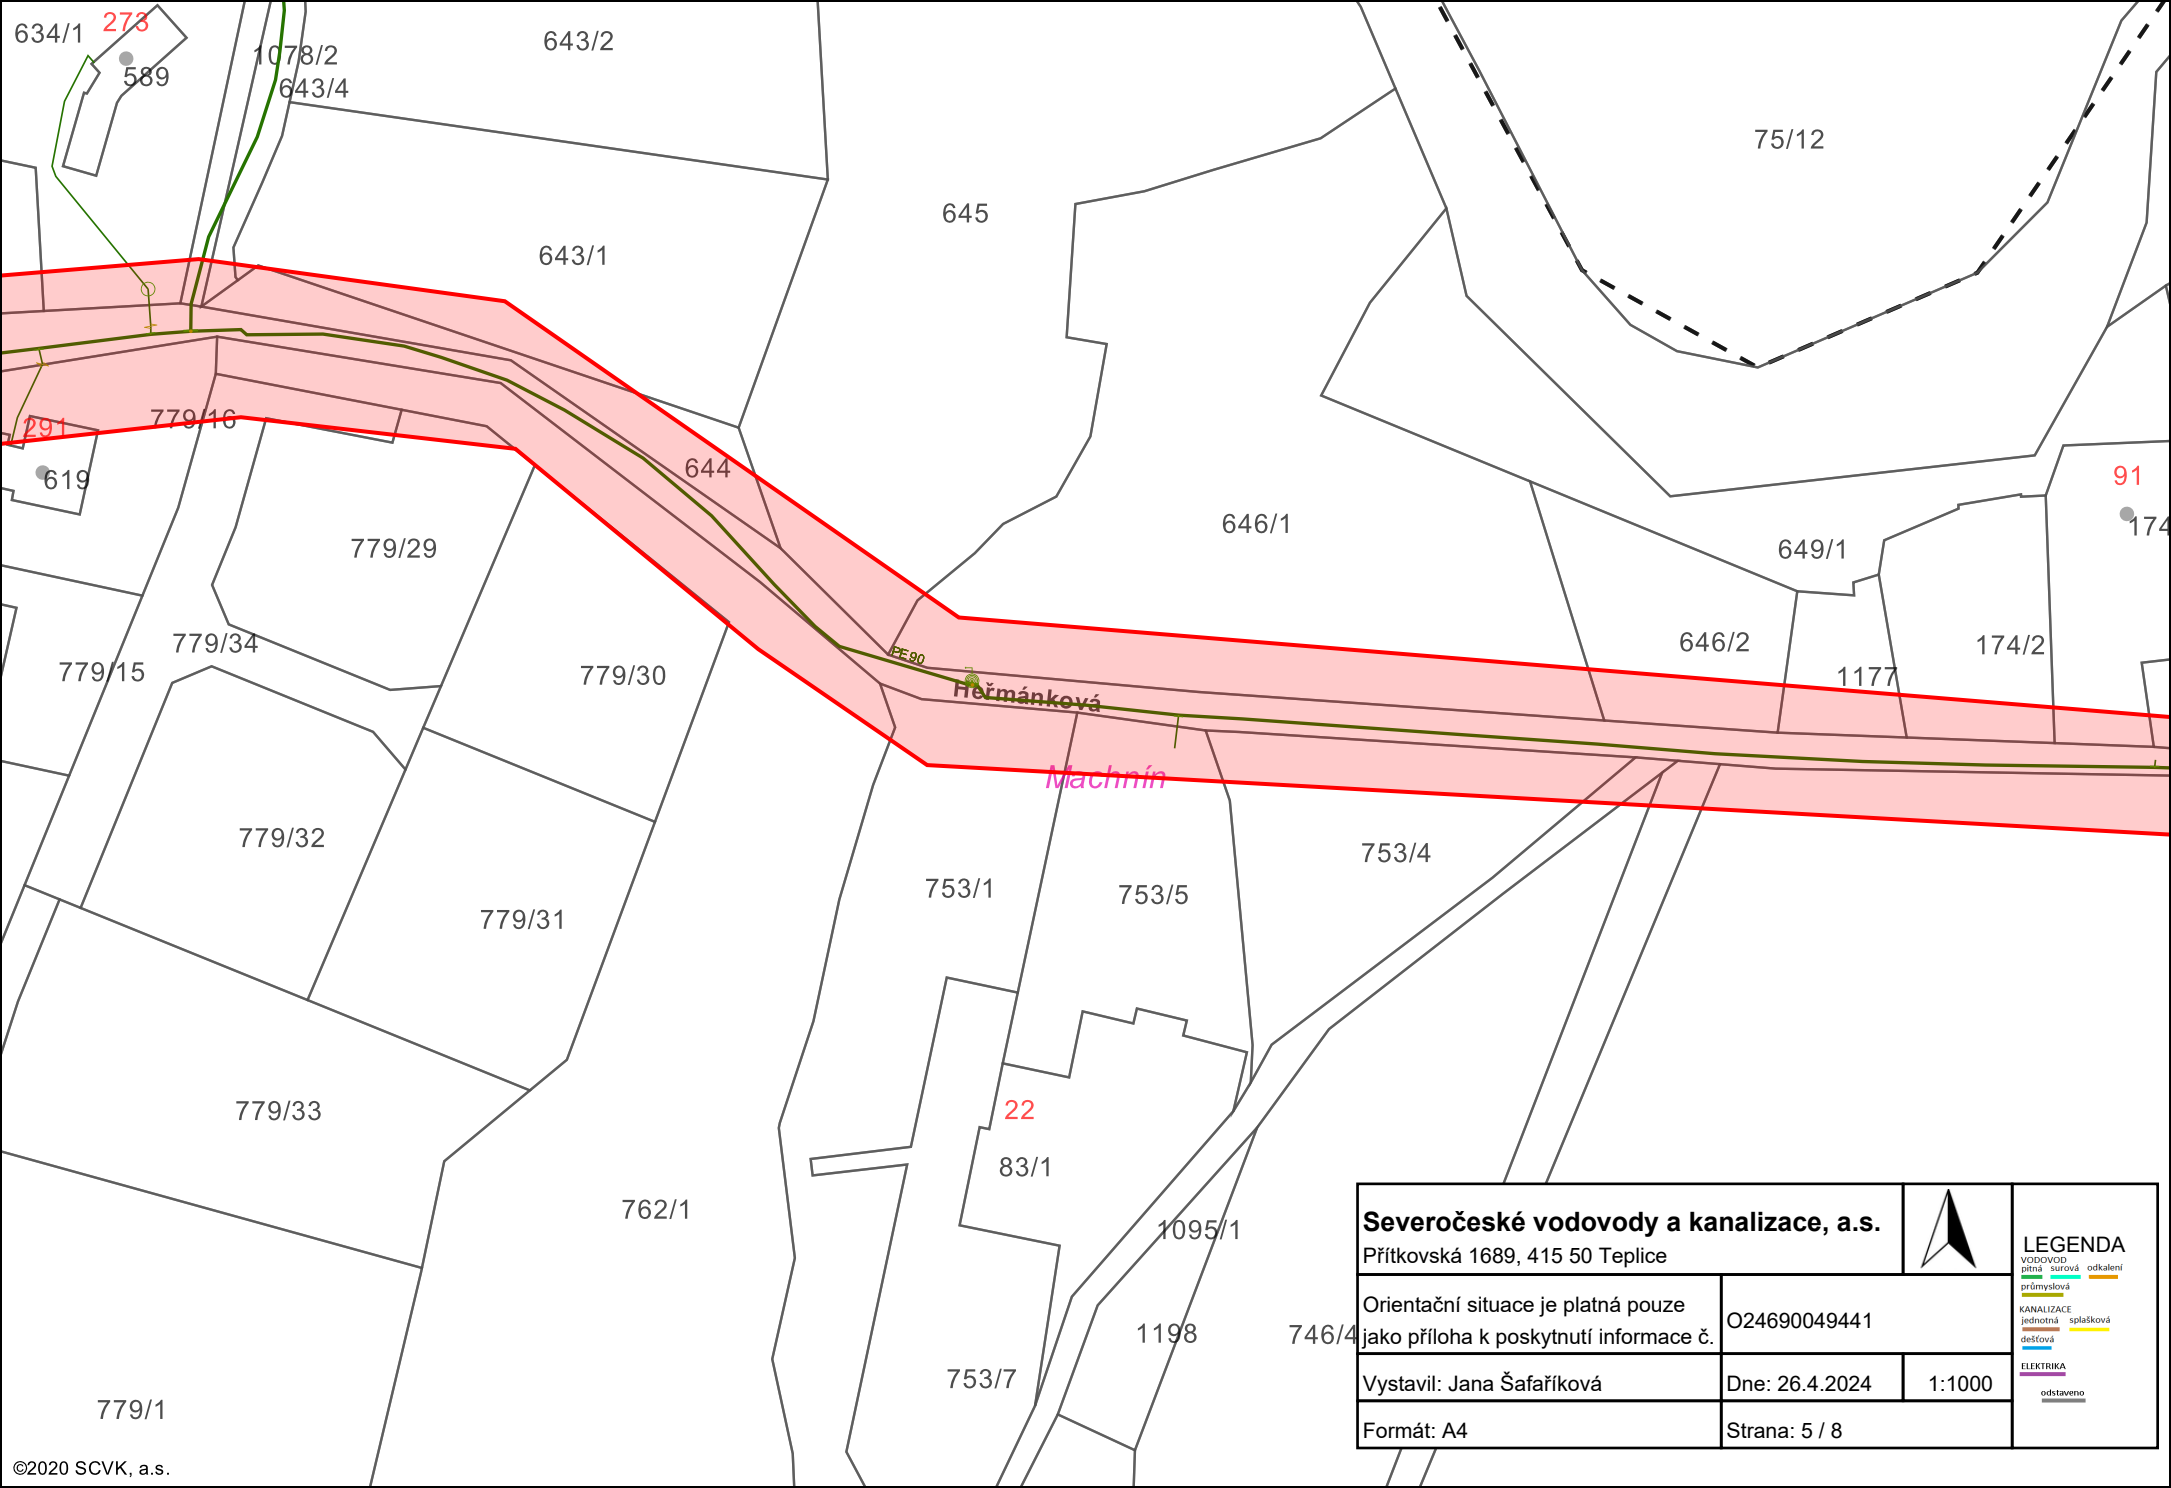 634/1
273
589
1078/2
643/4
643/2
75/12
645
643/1
291
779/16
619
644
91
174
646/1
649/1
779/29
779/34
779/15
779/30
646/2
174/2
1177
PE90
Heřmánková
Machnín
779/32
753/4
753/1
753/5
779/31
779/33
22
83/1
762/1
1095/1
1198
746/4
753/7
779/1
©2020 SCVK, a.s.
Severočeské vodovody a kanalizace, a.s.
Přítkovská 1689, 415 50 Teplice
Orientační situace je platná pouze
jako příloha k poskytnutí informace č.
O24690049441
Vystavil: Jana Šafaříková
Dne: 26.4.2024
1:1000
Formát: A4
Strana: 5 / 8
LEGENDA
VODOVOD
pitná surová odkalení
průmyslová
KANALIZACE
jednotná splašková
dešťová
ELEKTRIKA
odstaveno